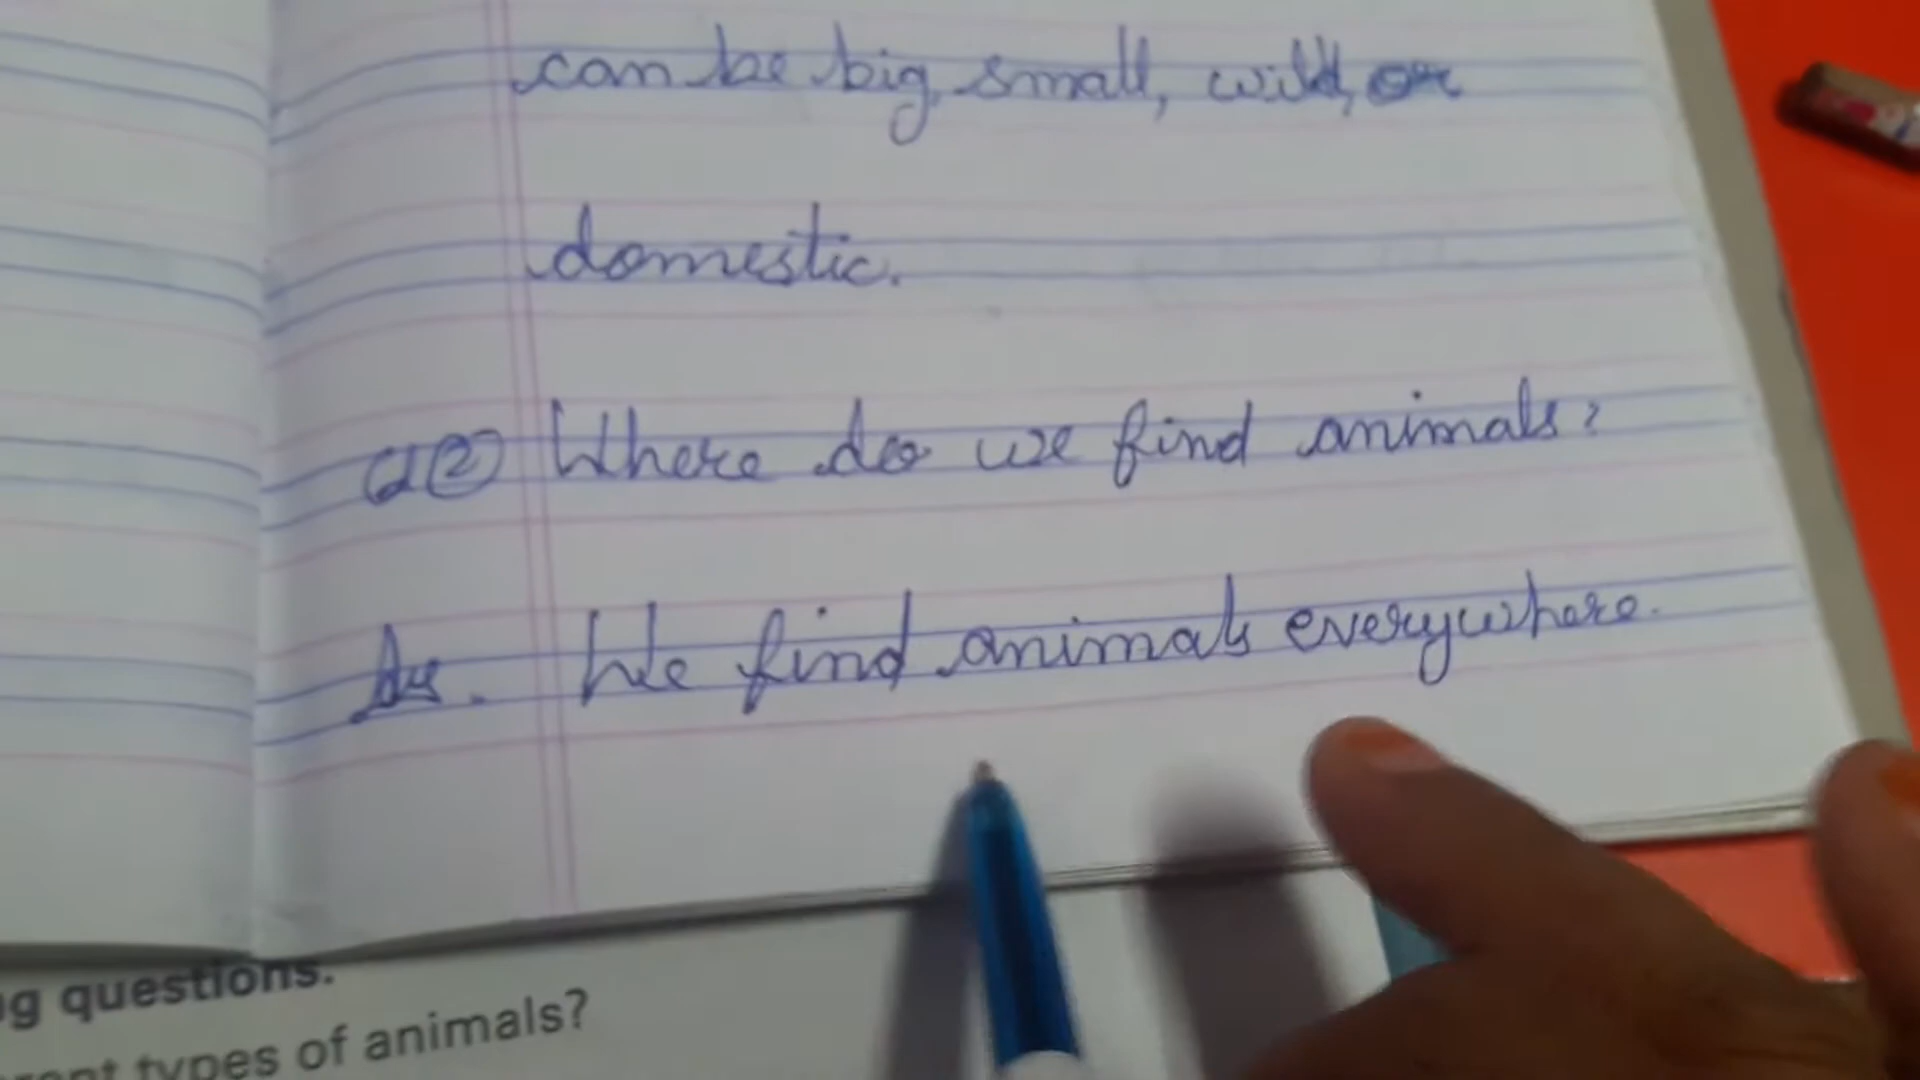 can be big, small, wild, or
domestic.
Q2 Where do we find animals?
Ans. We find animals everywhere.
questions.
types of animals?